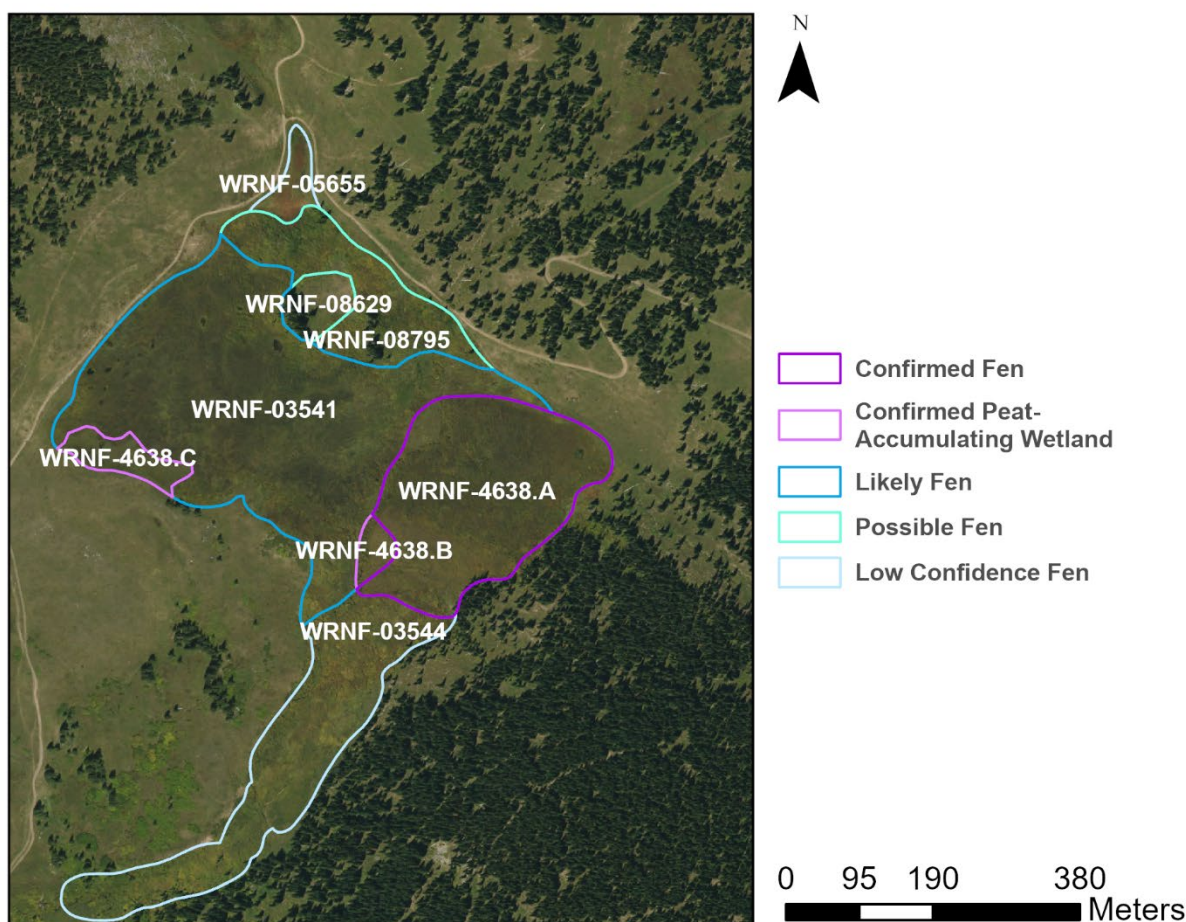 N
WRNF-05655
WRNF-08629
WRNF-08795
WRNF-03541
WRNF-4638.C
WRNF-4638.A
WRNF-4638.B
WRNF-03544
Confirmed Fen
Confirmed Peat-
Accumulating Wetland
Likely Fen
Possible Fen
Low Confidence Fen
0 95 190 380
Meters